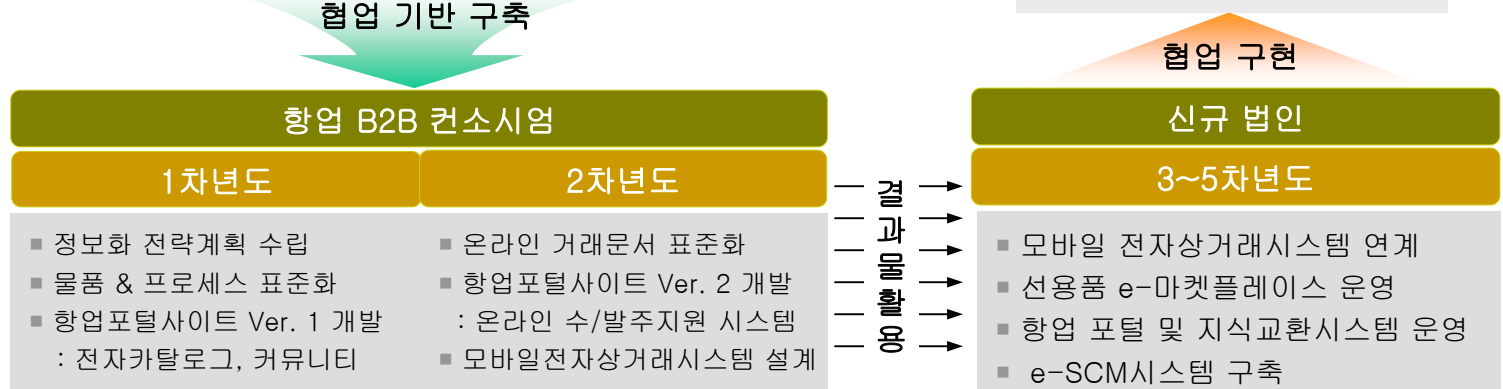 협업 기반 구축
항업 B2B 컨소시엄
1차년도
정보화 전략계획 수립
물품 & 프로세스 표준화
항업포털사이트 Ver. 1 개발
: 전자카탈로그, 커뮤니티
2차년도
온라인 거래문서 표준화
항업포털사이트 Ver. 2 개발
: 온라인 수/발주지원 시스템
모바일전자상거래시스템 설계
결
과
물
활
용
협업 구현
신규 법인
3~5차년도
모바일 전자상거래시스템 연계
선용품 e-마켓플레이스 운영
항업 포털 및 지식교환시스템 운영
e-SCM시스템 구축